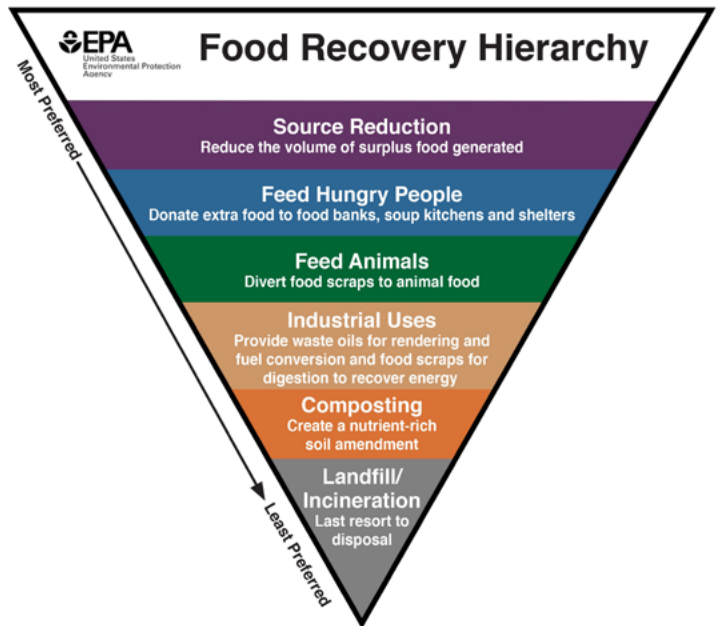 EPA
United States
Environmental Protection
Agency
Food Recovery Hierarchy
Most Preferred
Source Reduction
Reduce the volume of surplus food generated
Feed Hungry People
Donate extra food to food banks, soup kitchens and shelters
Feed Animals
Divert food scraps to animal food
Industrial Uses
Provide waste oils for rendering and
fuel conversion and food scraps for
digestion to recover energy
Composting
Create a nutrient-rich
soil amendment
Landfill/
Incineration
Last resort to
disposal
Least Preferred